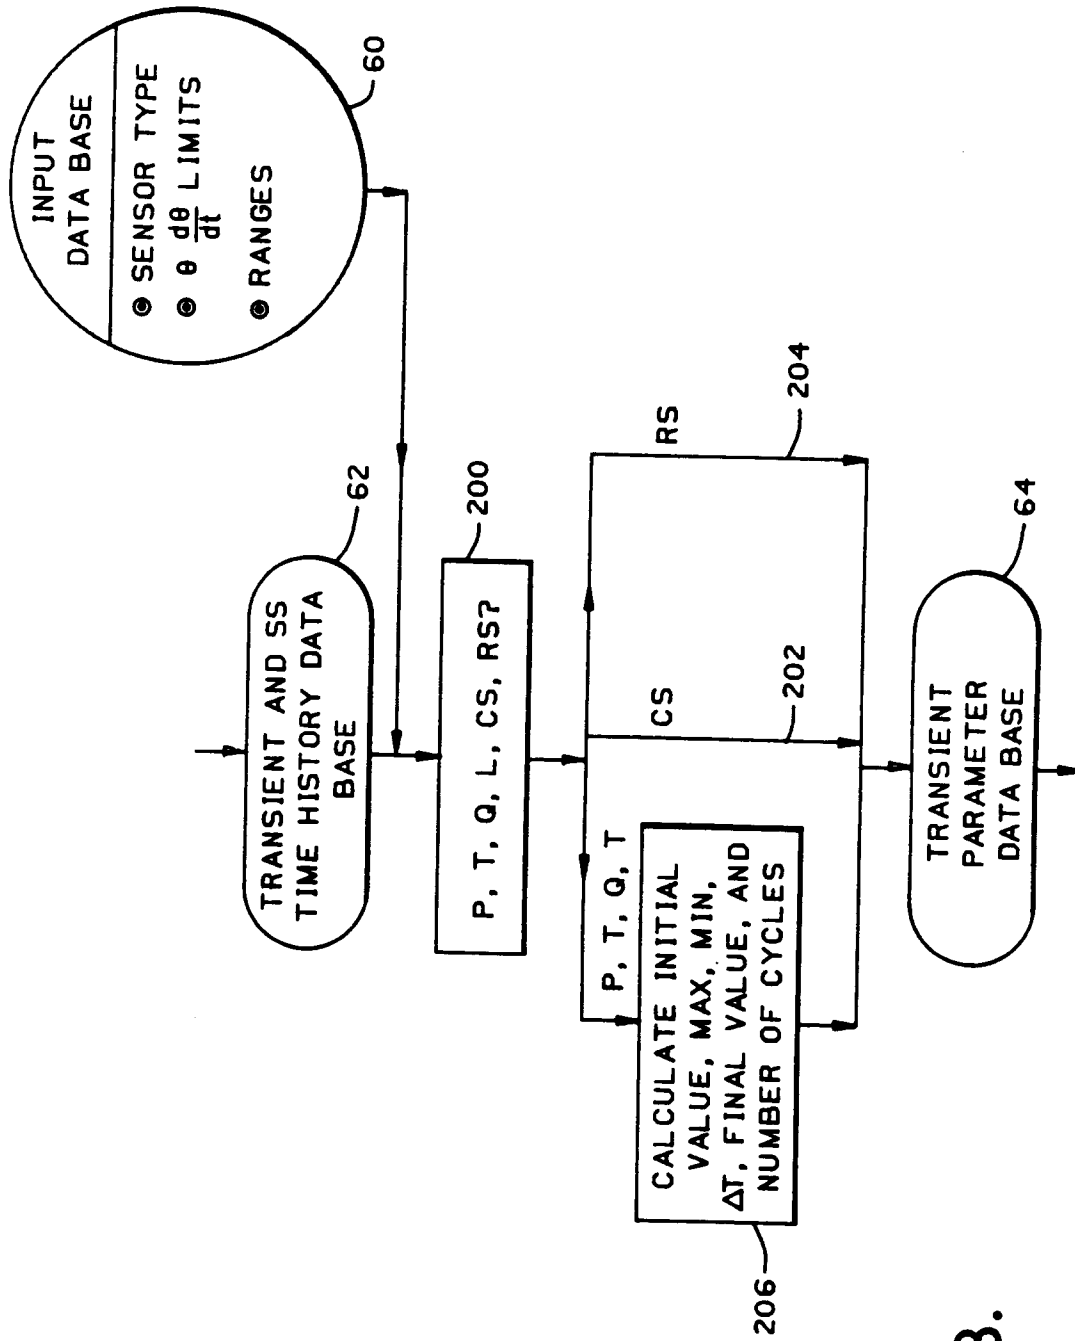 INPUT
DATA BASE
◉ SENSOR TYPE
◉ θ dθ/dt LIMITS
◉ RANGES
60
TRANSIENT AND SS
TIME HISTORY DATA
BASE
62
P, T, Q, L, CS, RS?
200
P, T, Q, T
CS
RS
202
204
CALCULATE INITIAL
VALUE, MAX, MIN,
ΔT, FINAL VALUE, AND
NUMBER OF CYCLES
206
TRANSIENT
PARAMETER
DATA BASE
64